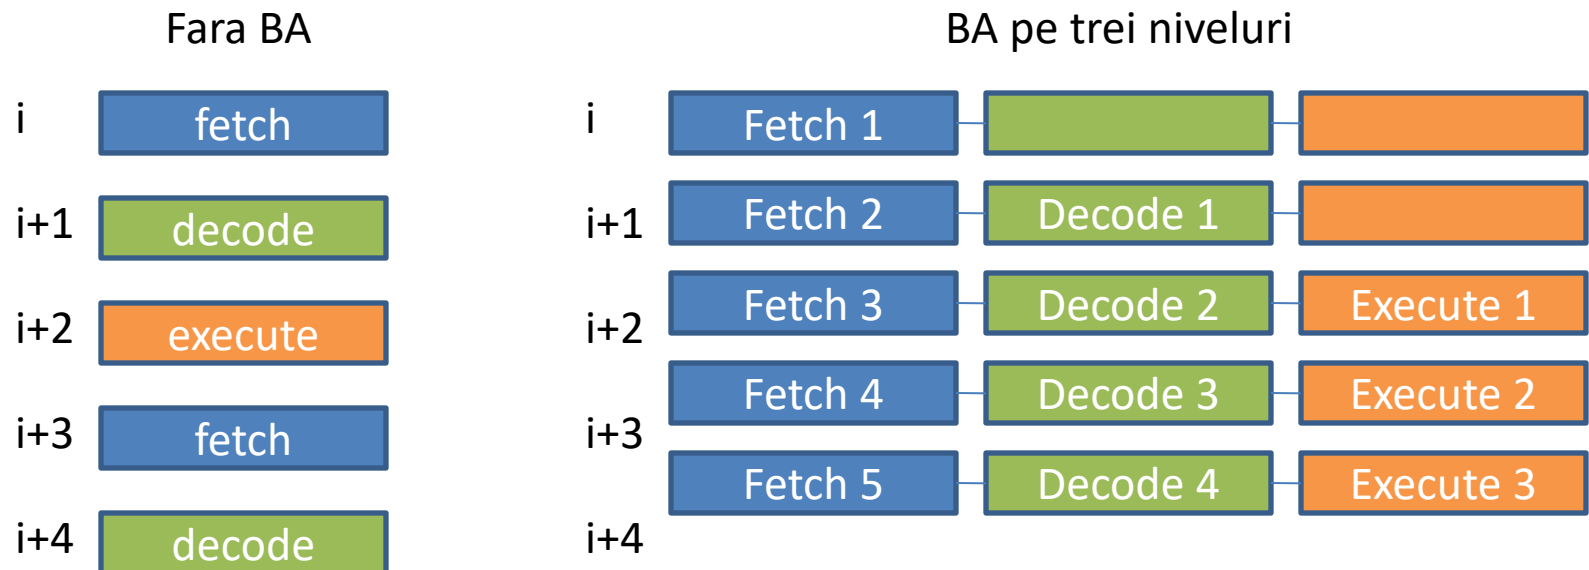 Fara BA
i fetch
i+1 decode
i+2 execute
i+3 fetch
i+4 decode
BA pe trei niveluri
i Fetch 1
i+1 Fetch 2 Decode 1
i+2 Fetch 3 Decode 2 Execute 1
i+3 Fetch 4 Decode 3 Execute 2
i+4 Fetch 5 Decode 4 Execute 3